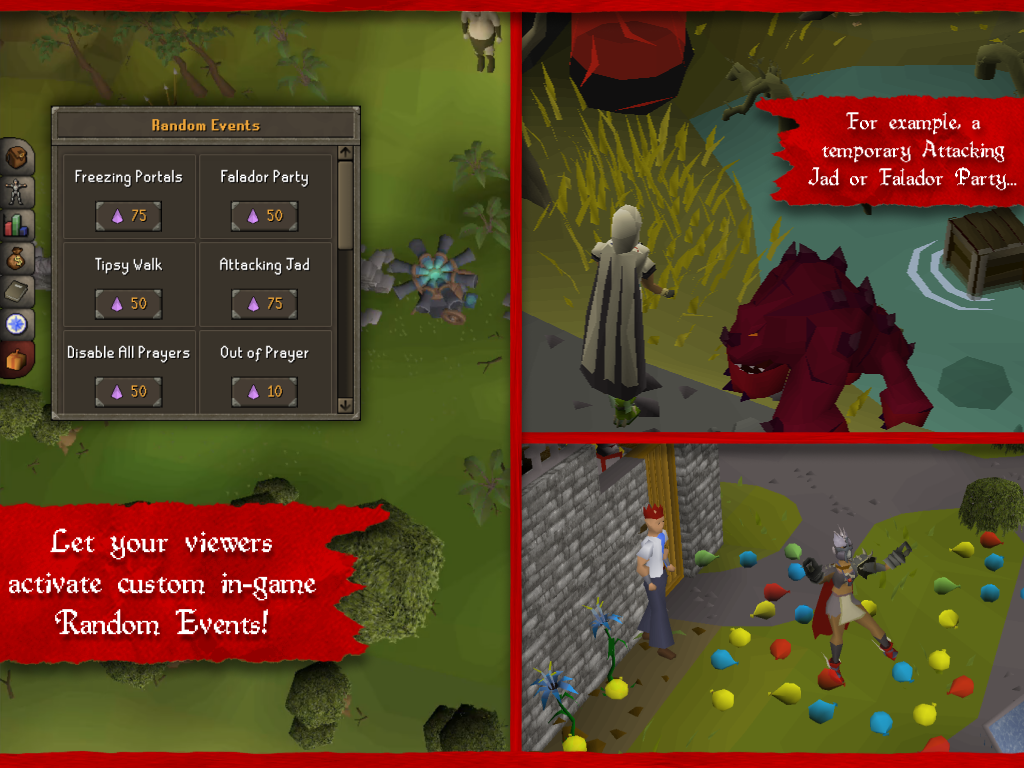 Random Events
Freezing Portals
75
Falador Party
50
Tipsy Walk
50
Attacking Jad
75
Disable All Prayers
50
Out of Prayer
10
Let your viewers
activate custom in-game
Random Events!
For example, a
temporary Attacking
Jad or Falador Party...